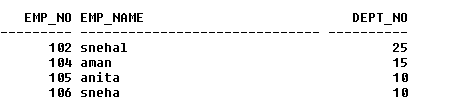 EMP_NO EMP_NAME DEPT_NO
---------- ------------------------------ ----------
102 snehal 25
104 aman 15
105 anita 10
106 sneha 10